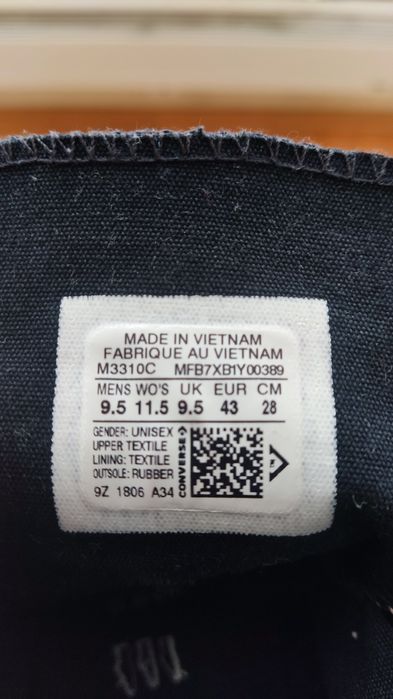 MADE IN VIETNAM
FABRIQUE AU VIETNAM
M3310C MFB7XB1Y00389
MENS WO'S UK EUR CM
9.5 11.5 9.5 43 28
GENDER: UNISEX
UPPER TEXTILE
LINING: TEXTILE
OUTSOLE: RUBBER
9Z 1806 A34
CONVERSE